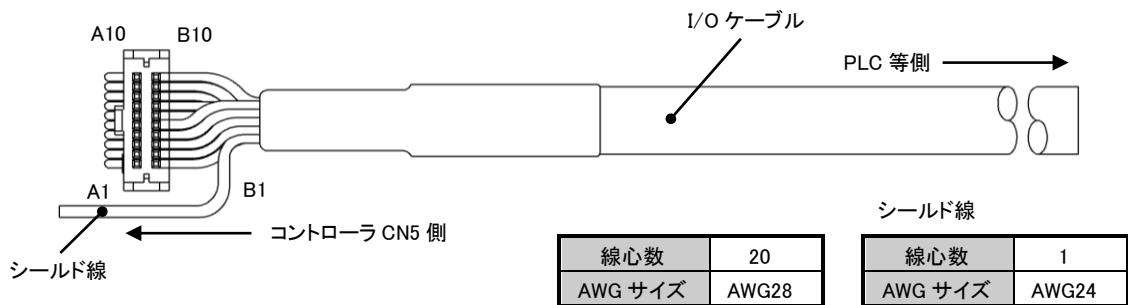 I/O ケーブル
A10 B10
PLC 等側
A1
B1
コントローラ CN5 側
シールド線
シールド線
線心数 20
AWG サイズ AWG28
線心数 1
AWG サイズ AWG24